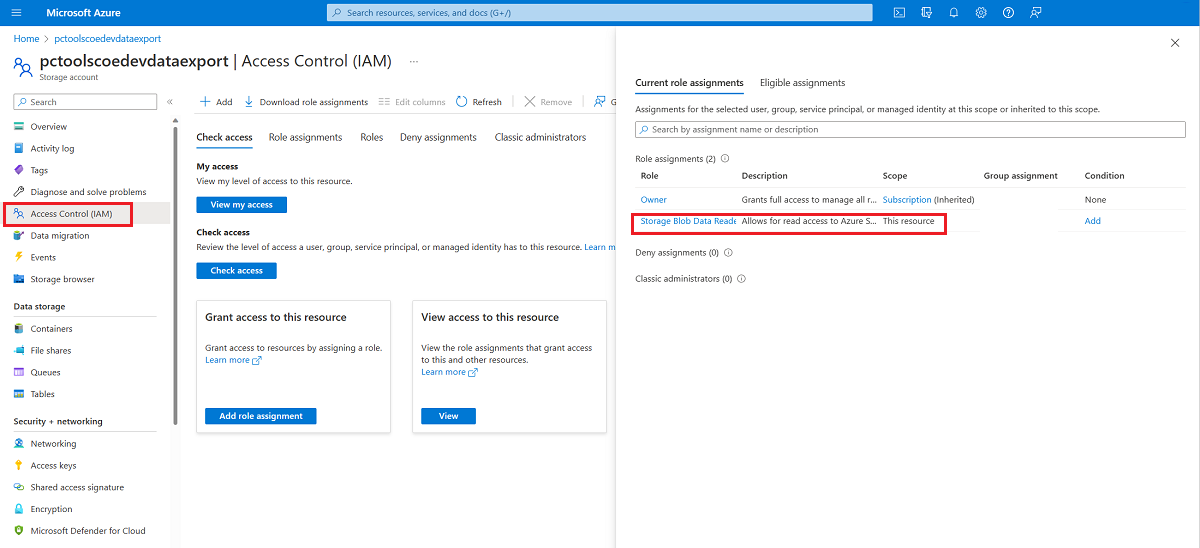 Microsoft Azure
Search resources, services, and docs (G+/)
Home > pctoolscoedevdataexport
pctoolscoedevdataexport | Access Control (IAM) ...
Storage account
Search
«
Overview
Activity log
Tags
Diagnose and solve problems
Access Control (IAM)
Data migration
Events
Storage browser
Data storage
Containers
File shares
Queues
Tables
Security + networking
Networking
Access keys
Shared access signature
Encryption
Microsoft Defender for Cloud
Add Download role assignments Edit columns Refresh Remove G
Check access Role assignments Roles Deny assignments Classic administrators
My access
View my level of access to this resource.
View my access
Check access
Review the level of access a user, group, service principal, or managed identity has to this resource. Learn m
Check access
Grant access to this resource
Grant access to resources by assigning a role.
Learn more
Add role assignment
View access to this resource
View the role assignments that grant access
to this and other resources.
Learn more
View
Current role assignments Eligible assignments
Assignments for the selected user, group, service principal, or managed identity at this scope or inherited to this scope.
Search by assignment name or description
Role assignments (2)
Role Description Scope Group assignment Condition
Owner Grants full access to manage all r... Subscription (Inherited) None
Storage Blob Data Reade Allows for read access to Azure S... This resource Add
Deny assignments (0)
Classic administrators (0)